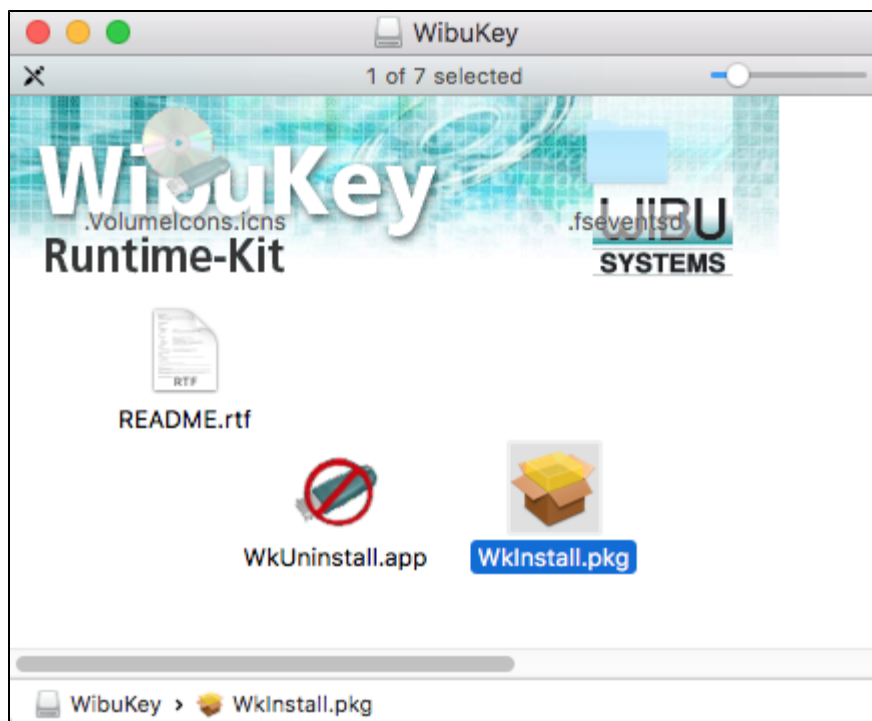 WibuKey
1 of 7 selected
WibuKey
.VolumeIcons.icns
.fseventsd
Runtime-Kit
WIBU
SYSTEMS
RTF
README.rtf
WkUninstall.app
WkInstall.pkg
WibuKey › WkInstall.pkg